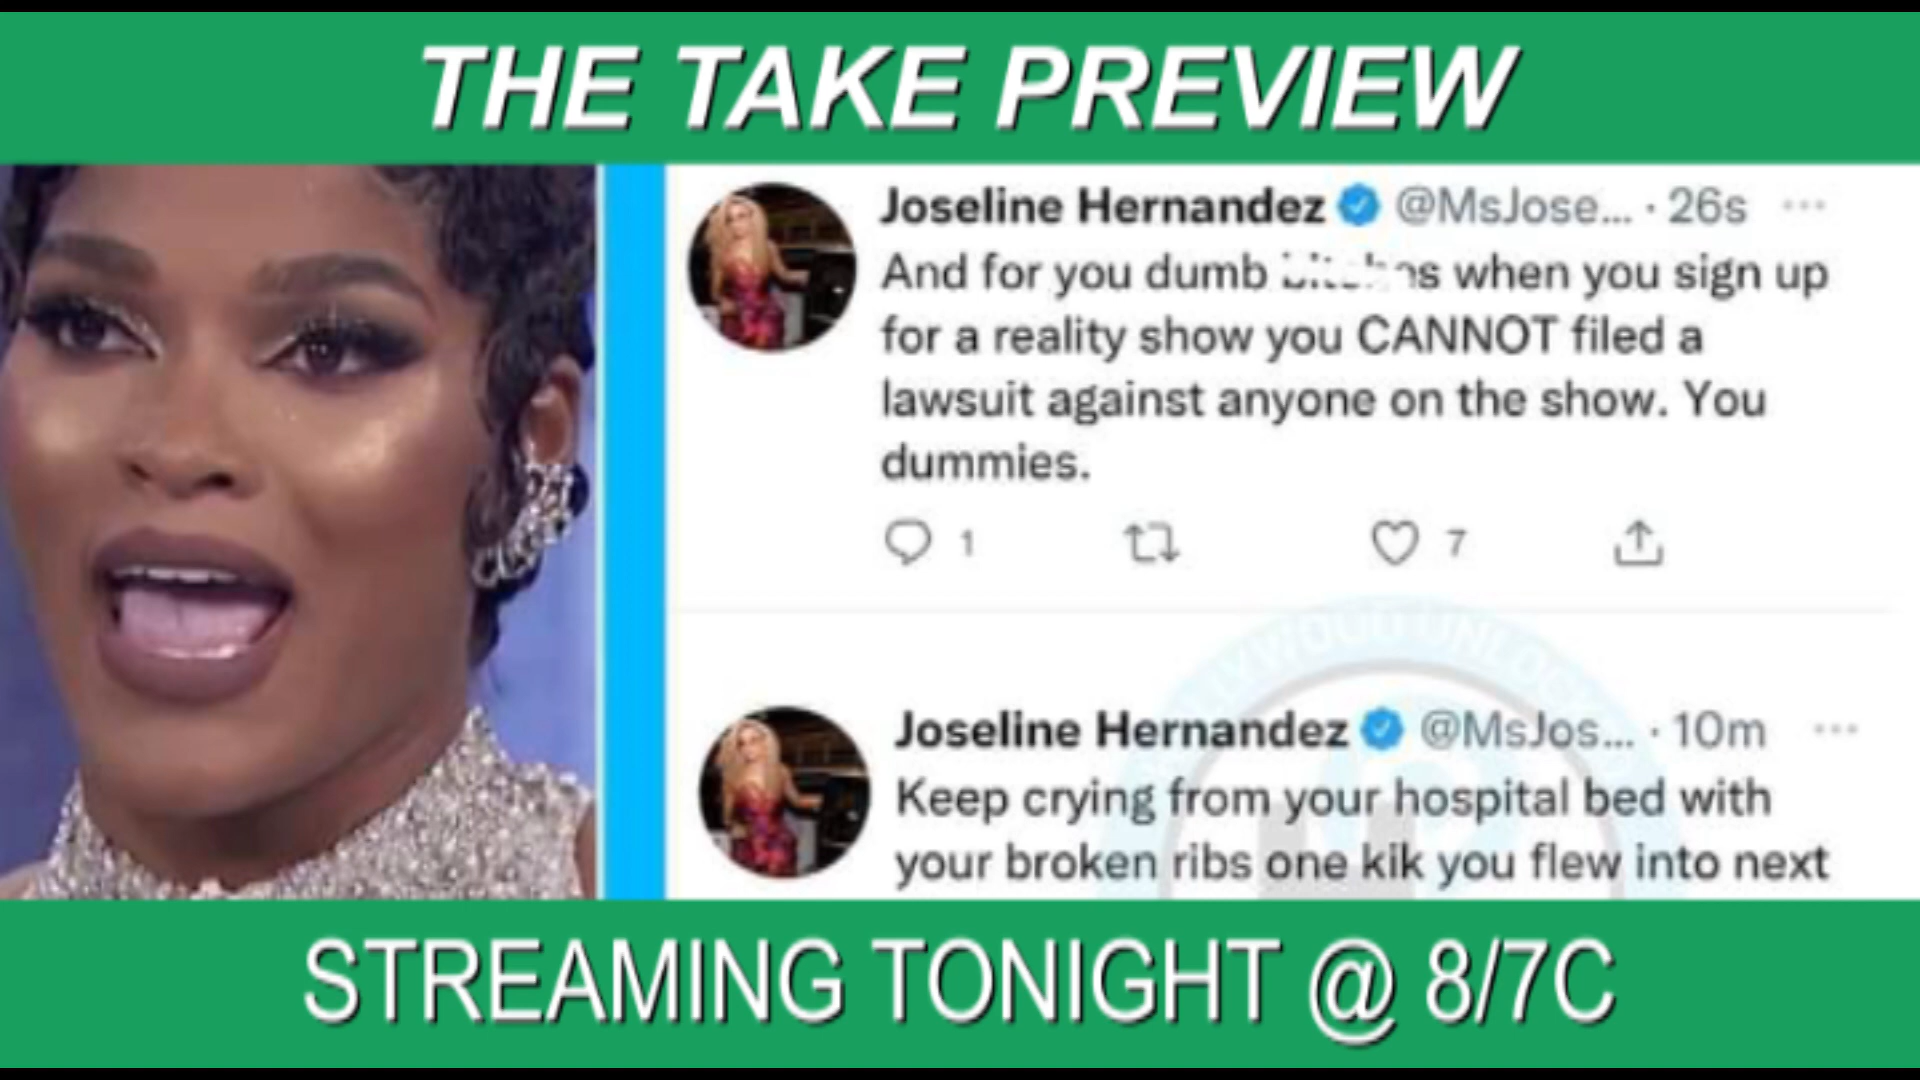 THE TAKE PREVIEW
Joseline Hernandez @MsJose... · 26s
And for you dumb when you sign up
for a reality show you CANNOT filed a
lawsuit against anyone on the show. You
dummies.
1 7
LYWOOD UNLOC
Joseline Hernandez @MsJos... · 10m
Keep crying from your hospital bed with
your broken ribs one kik you flew into next
STREAMING TONIGHT @ 8/7C